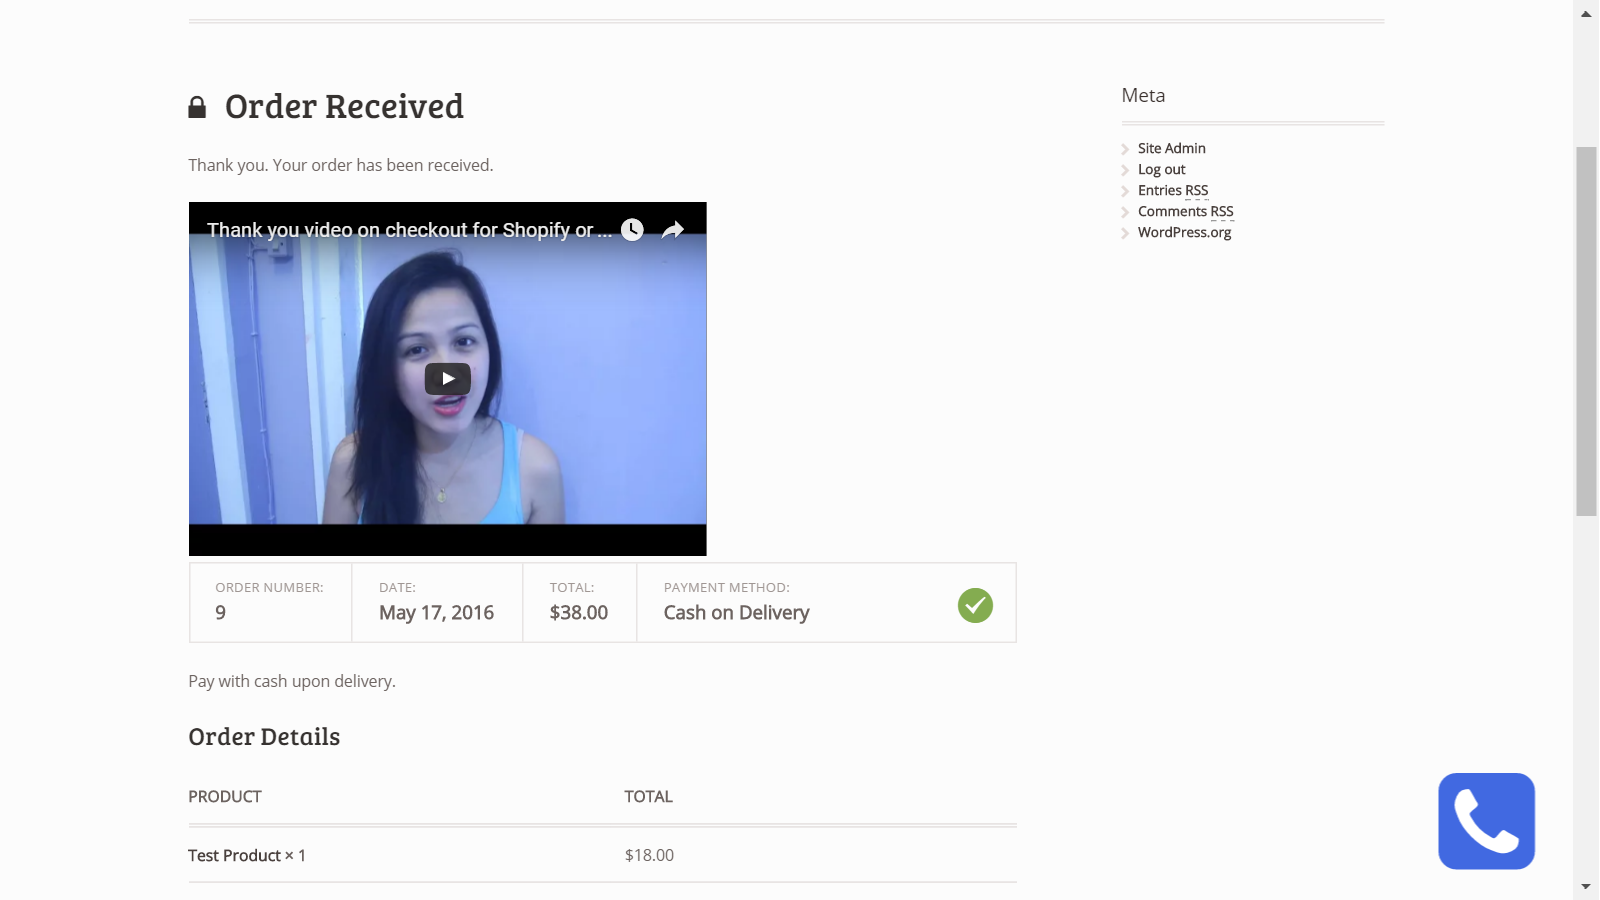 Order Received
Thank you. Your order has been received.
Thank you video on checkout for Shopify or ...
ORDER NUMBER:
9
DATE:
May 17, 2016
TOTAL:
$38.00
PAYMENT METHOD:
Cash on Delivery
Pay with cash upon delivery.
Order Details
PRODUCT TOTAL
Test Product × 1 $18.00
Meta
Site Admin
Log out
Entries RSS
Comments RSS
WordPress.org